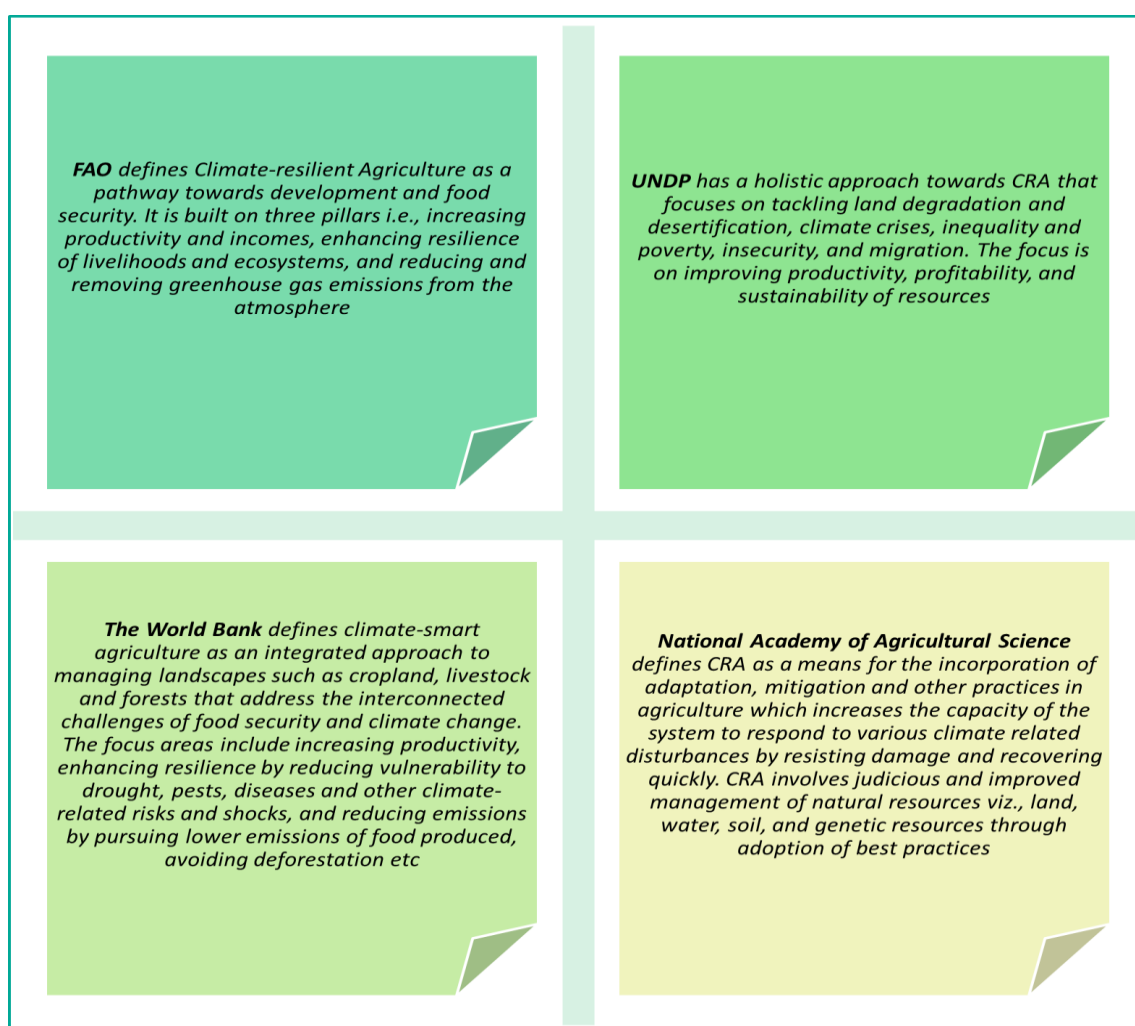 FAO defines Climate-resilient Agriculture as a
pathway towards development and food
security. It is built on three pillars i.e., increasing
productivity and incomes, enhancing resilience
of livelihoods and ecosystems, and reducing and
removing greenhouse gas emissions from the
atmosphere
UNDP has a holistic approach towards CRA that
focuses on tackling land degradation and
desertification, climate crises, inequality and
poverty, insecurity, and migration. The focus is
on improving productivity, profitability, and
sustainability of resources
The World Bank defines climate-smart
agriculture as an integrated approach to
managing landscapes such as cropland, livestock
and forests that address the interconnected
challenges of food security and climate change.
The focus areas include increasing productivity,
enhancing resilience by reducing vulnerability to
drought, pests, diseases and other climate-
related risks and shocks, and reducing emissions
by pursuing lower emissions of food produced,
avoiding deforestation etc
National Academy of Agricultural Science
defines CRA as a means for the incorporation of
adaptation, mitigation and other practices in
agriculture which increases the capacity of the
system to respond to various climate related
disturbances by resisting damage and recovering
quickly. CRA involves judicious and improved
management of natural resources viz., land,
water, soil, and genetic resources through
adoption of best practices